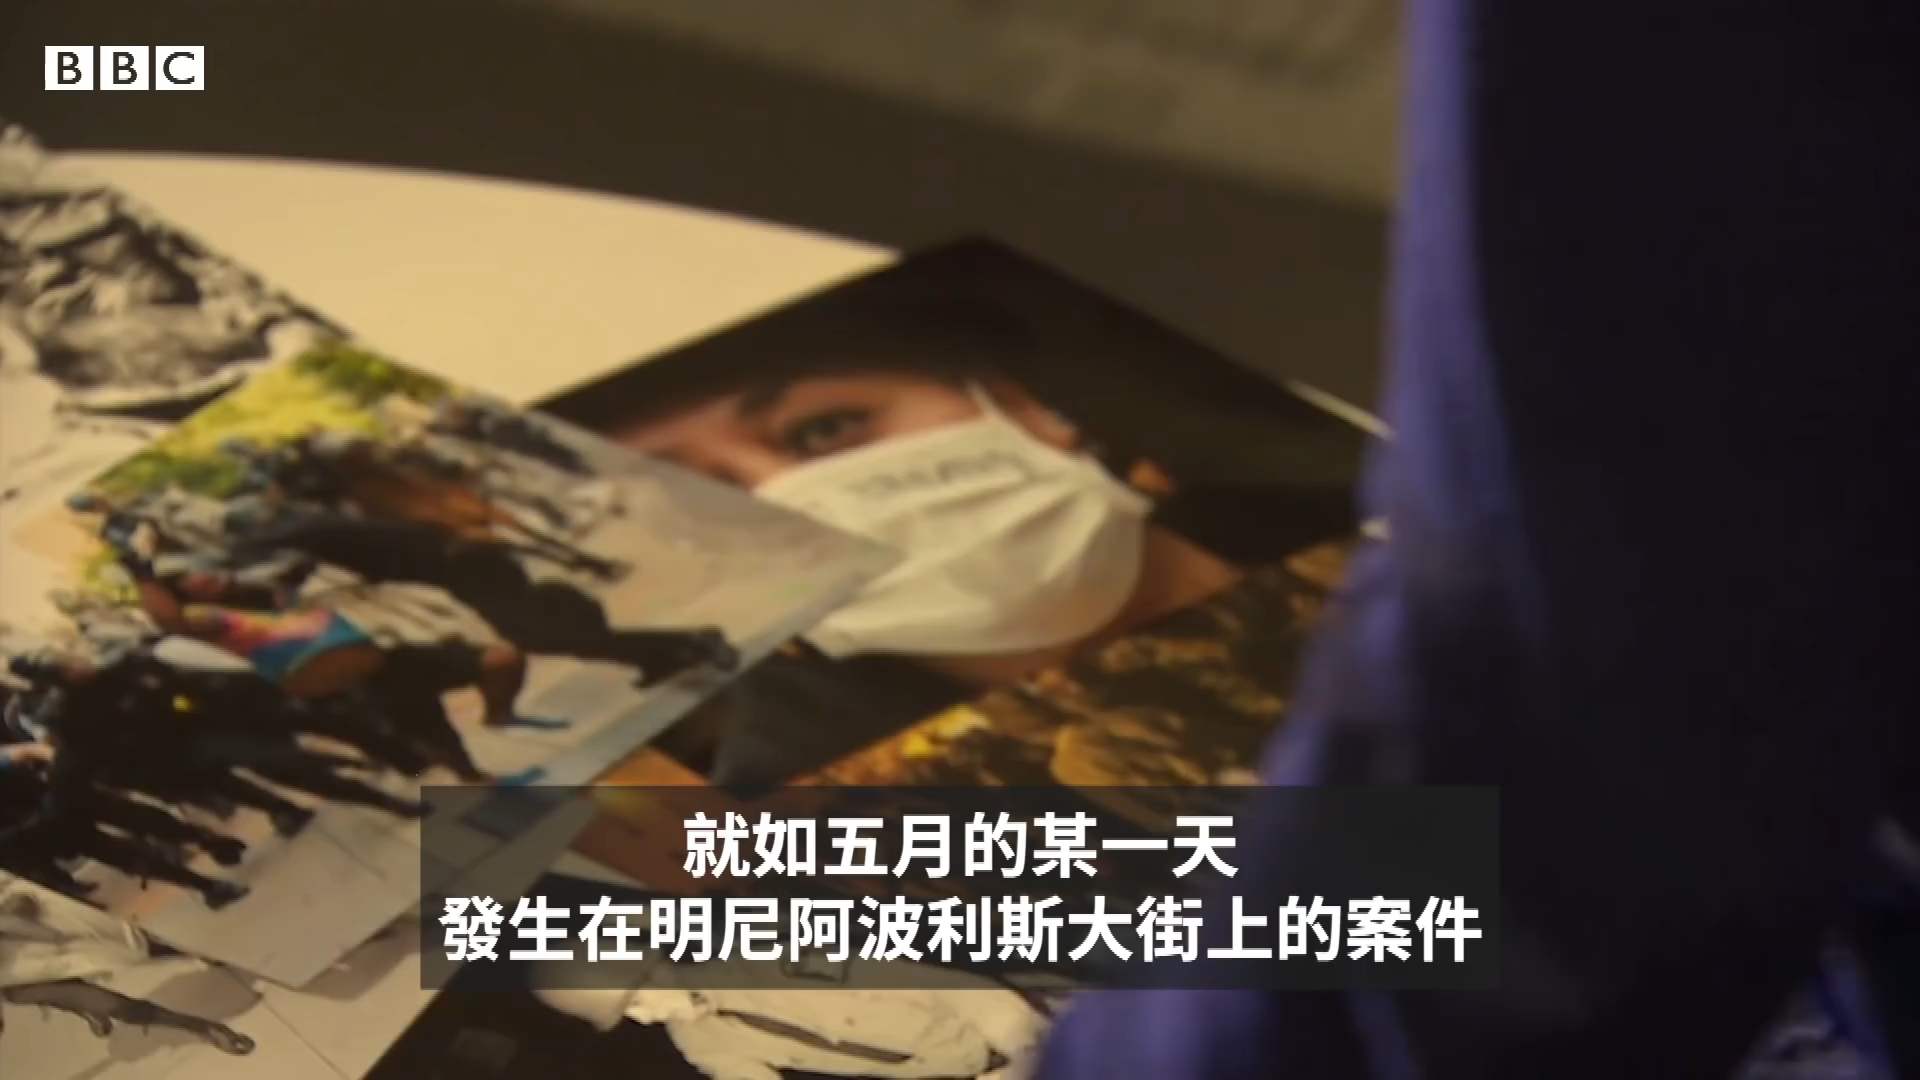 BBC
就如五月的某一天
發生在明尼阿波利斯大街上的案件